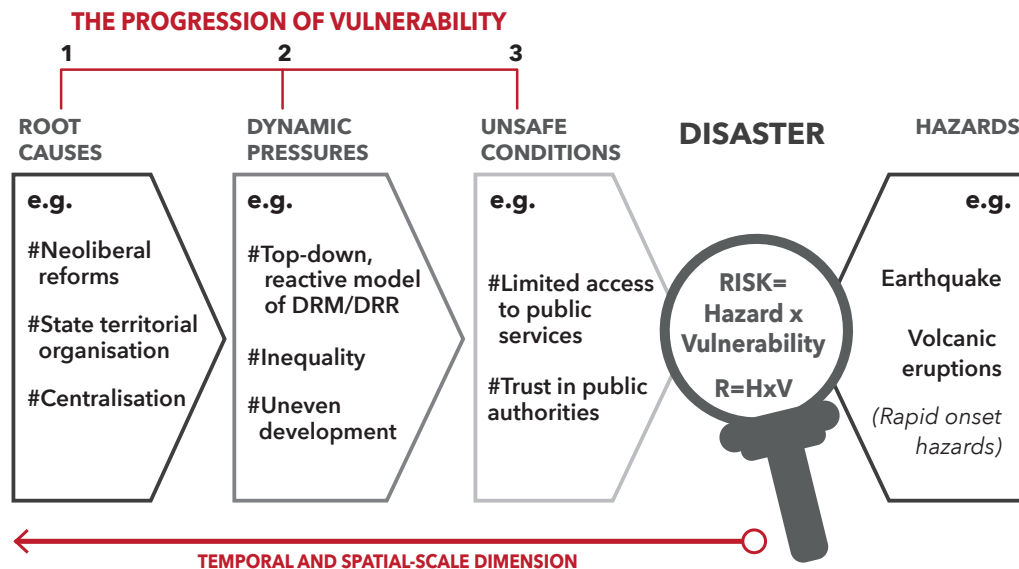 THE PROGRESSION OF VULNERABILITY
1
2
3
ROOT
CAUSES
DYNAMIC
PRESSURES
UNSAFE
CONDITIONS
DISASTER
HAZARDS
e.g.
#Neoliberal
reforms
#State territorial
organisation
#Centralisation
e.g.
#Top-down,
reactive model
of DRM/DRR
#Inequality
#Uneven
development
e.g.
#Limited access
to public
services
#Trust in public
authorities
RISK=
Hazard x
Vulnerability
R=HxV
e.g.
Earthquake
Volcanic
eruptions
(Rapid onset
hazards)
TEMPORAL AND SPATIAL-SCALE DIMENSION